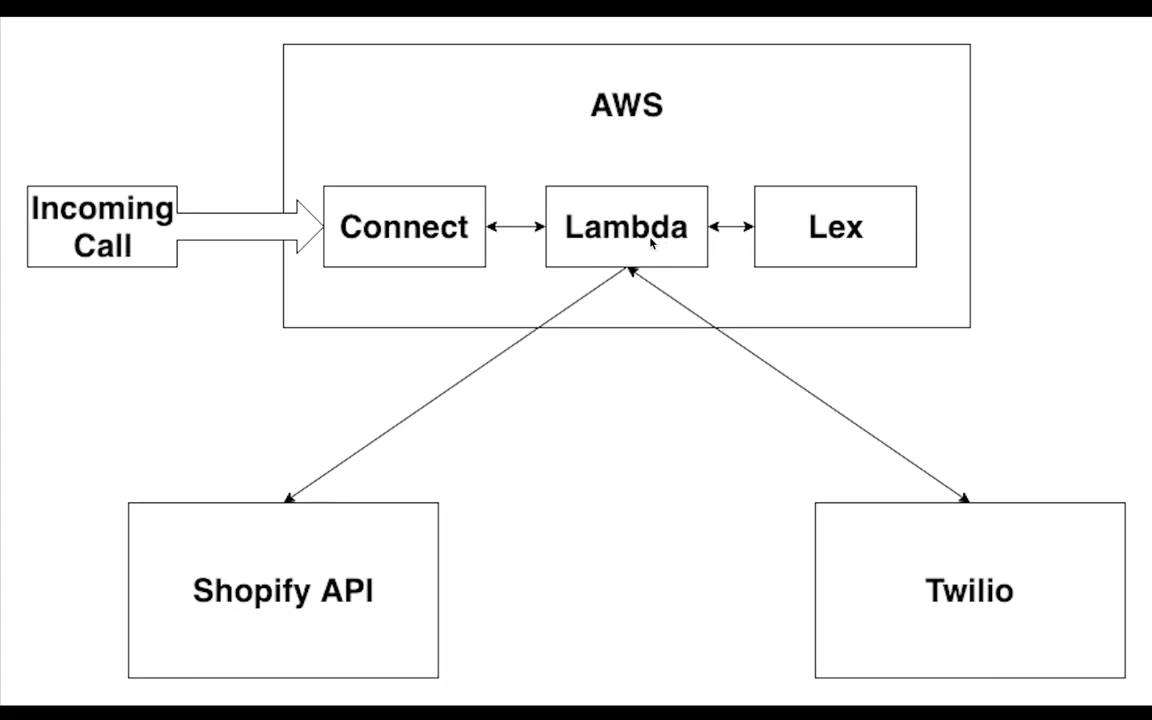 AWS
Incoming
Call
Connect
Lambda
Lex
Shopify API
Twilio